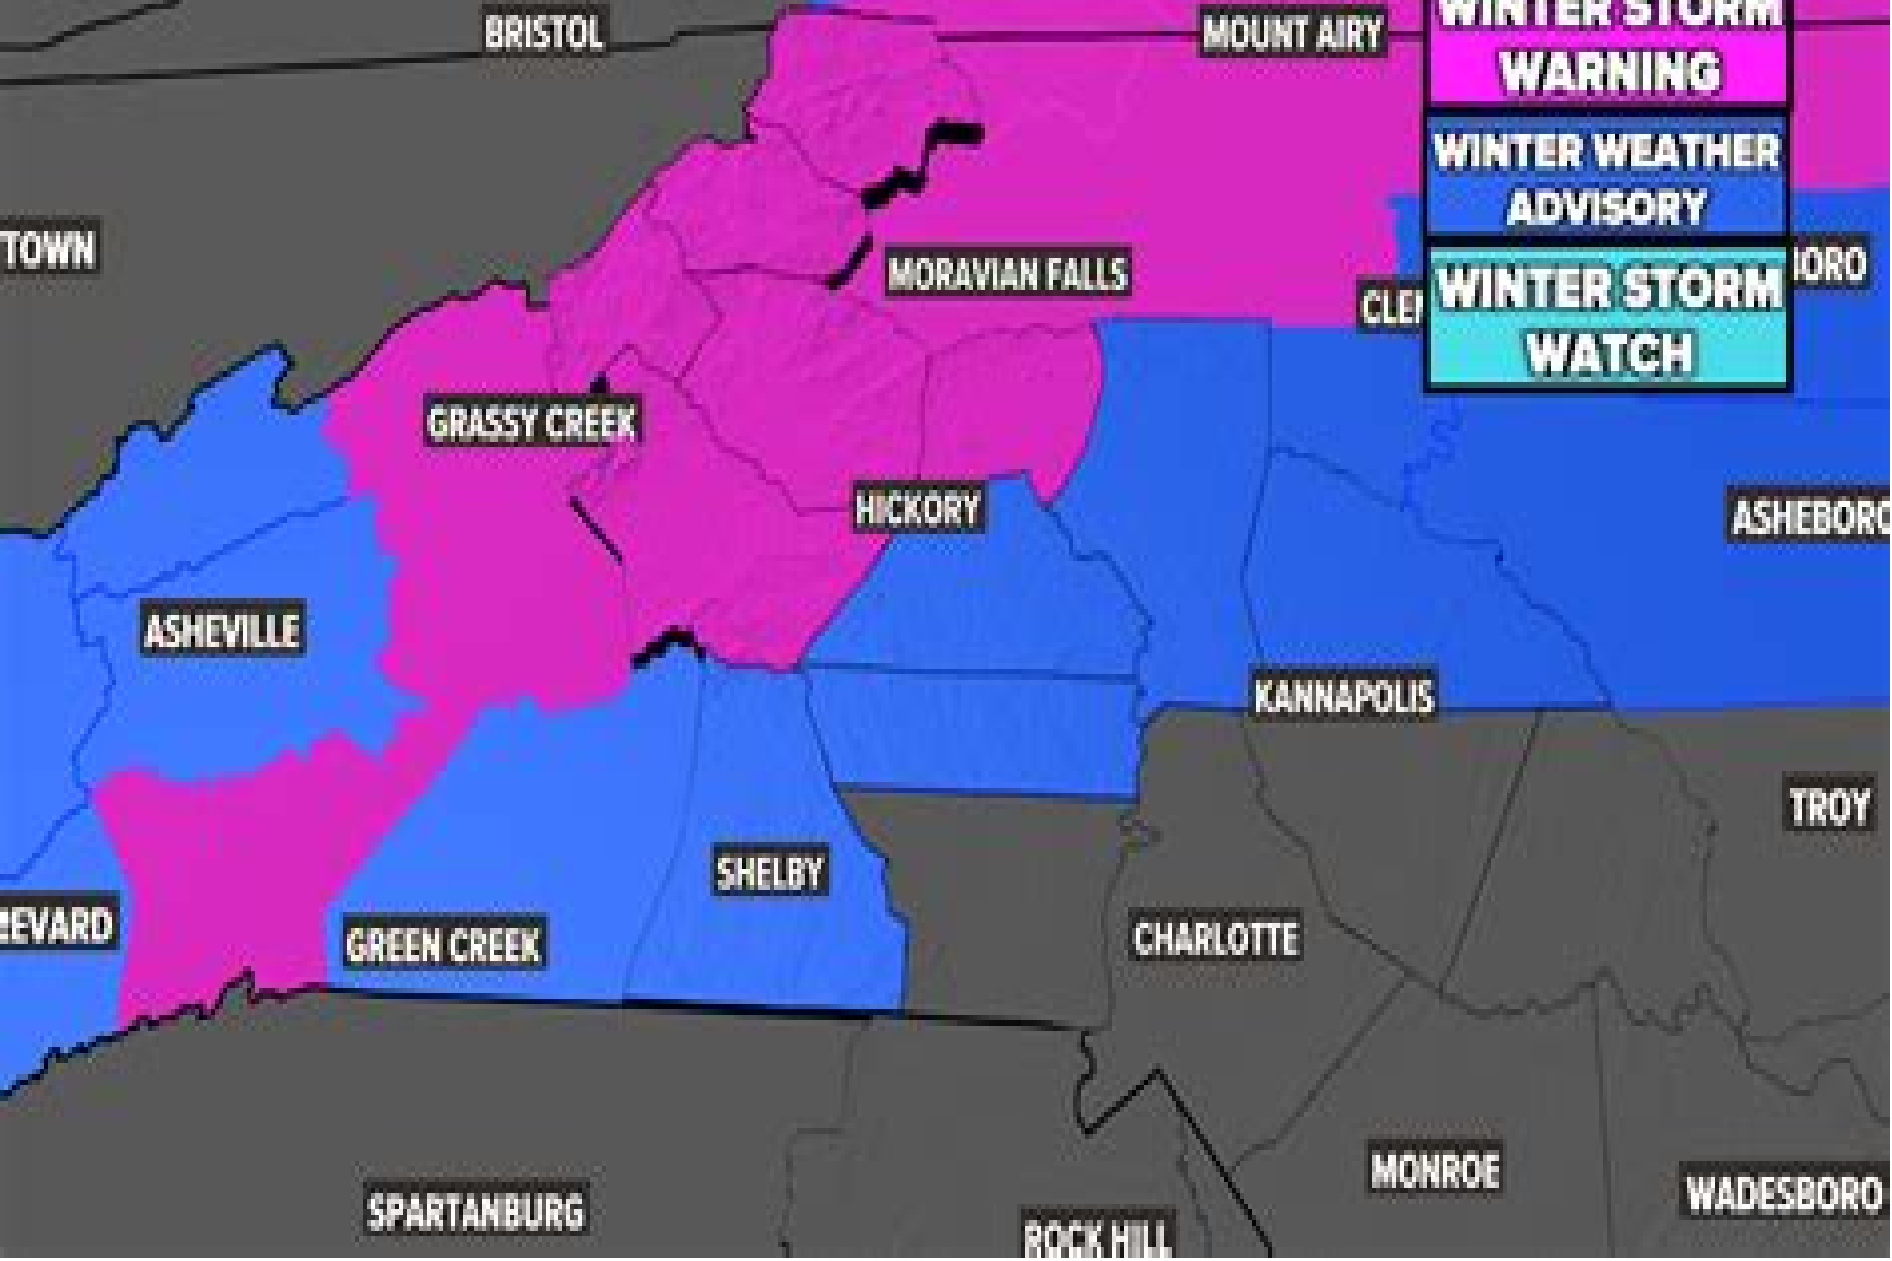 BRISTOL
MOUNT AIRY
WINTER STORM
WARNING
WINTER WEATHER
ADVISORY
TOWN
MORAVIAN FALLS
WINTER STORM
WATCH
GRASSY CREEK
HICKORY
ASHEBORO
ASHEVILLE
KANNAPOLIS
TROY
SHELBY
EVARD
GREEN CREEK
CHARLOTTE
MONROE
SPARTANBURG
WADESBORO
ROCK HILL